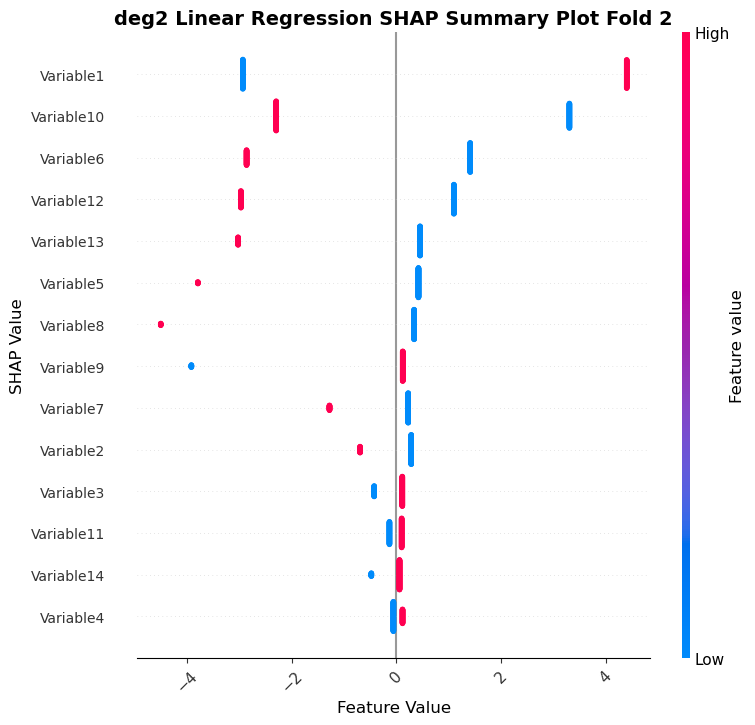 deg2 Linear Regression SHAP Summary Plot Fold 2
High
Variable1
Variable10
Variable6
Variable12
Variable13
Variable5
Variable8
Variable9
Variable7
Variable2
Variable3
Variable11
Variable14
Variable4
SHAP Value
Feature value
Low
−4
−2
0
2
4
Feature Value